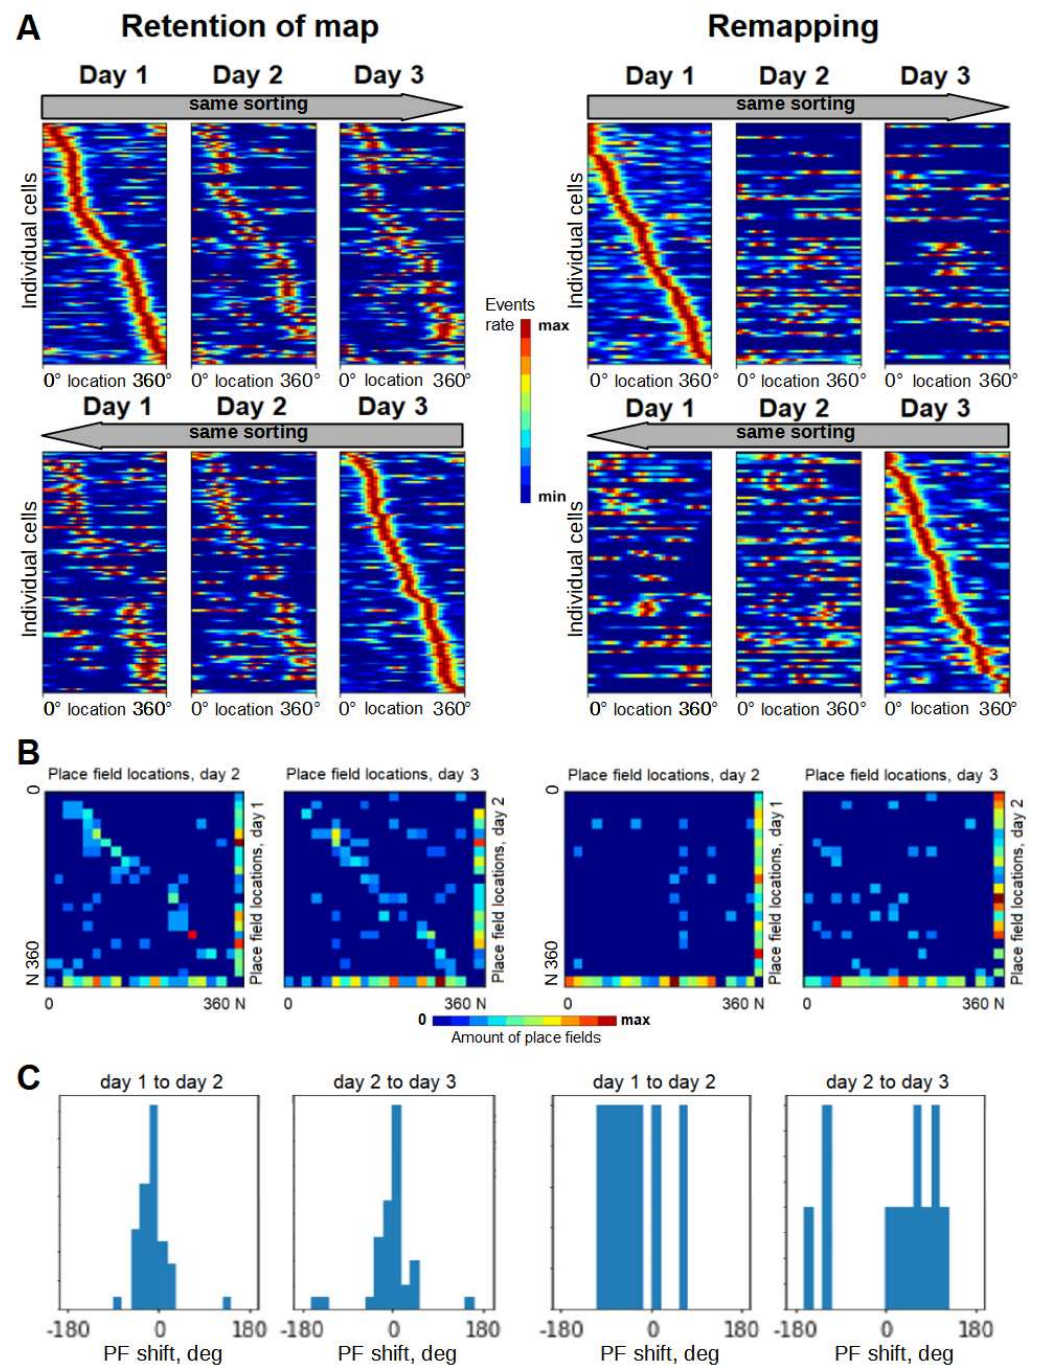 A
Retention of map
Remapping
Day 1 Day 2 Day 3
Day 1 Day 2 Day 3
same sorting
same sorting
Individual cells
Individual cells
Events
rate
max
min
0° location 360° 0° location 360° 0° location 360°
0° location 360° 0° location 360° 0° location 360°
Day 1 Day 2 Day 3
Day 1 Day 2 Day 3
same sorting
same sorting
Individual cells
Individual cells
0° location 360° 0° location 360° 0° location 360°
0° location 360° 0° location 360° 0° location 360°
B
Place field locations, day 2
Place field locations, day 3
Place field locations, day 2
Place field locations, day 3
0
N 360
Place field locations, day 1
Place field locations, day 2
0
N 360
Place field locations, day 1
Place field locations, day 2
0 360 N
0 360 N
0 360 N
0 360 N
0 max
Amount of place fields
C
day 1 to day 2
day 2 to day 3
day 1 to day 2
day 2 to day 3
-180 0 180
-180 0 180
-180 0 180
-180 0 180
PF shift, deg
PF shift, deg
PF shift, deg
PF shift, deg